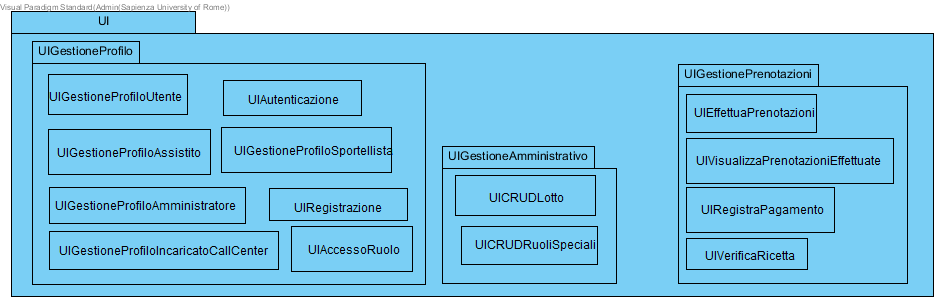 Visual Paradigm Standard(Admin(Sapienza University of Rome))
UI
UIGestioneProfilo
UIGestioneProfiloUtente
UIAutenticazione
UIGestioneProfiloAssistito
UIGestioneProfiloSportellista
UIGestioneProfiloAmministratore
UIRegistrazione
UIGestioneProfiloIncaricatoCallCenter
UIAccessoRuolo
UIGestioneAmministrativo
UICRUDLotto
UICRUDRuoliSpeciali
UIGestionePrenotazioni
UIEffettuaPrenotazioni
UIVisualizzaPrenotazioniEffettuate
UIRegistraPagamento
UIVerificaRicetta